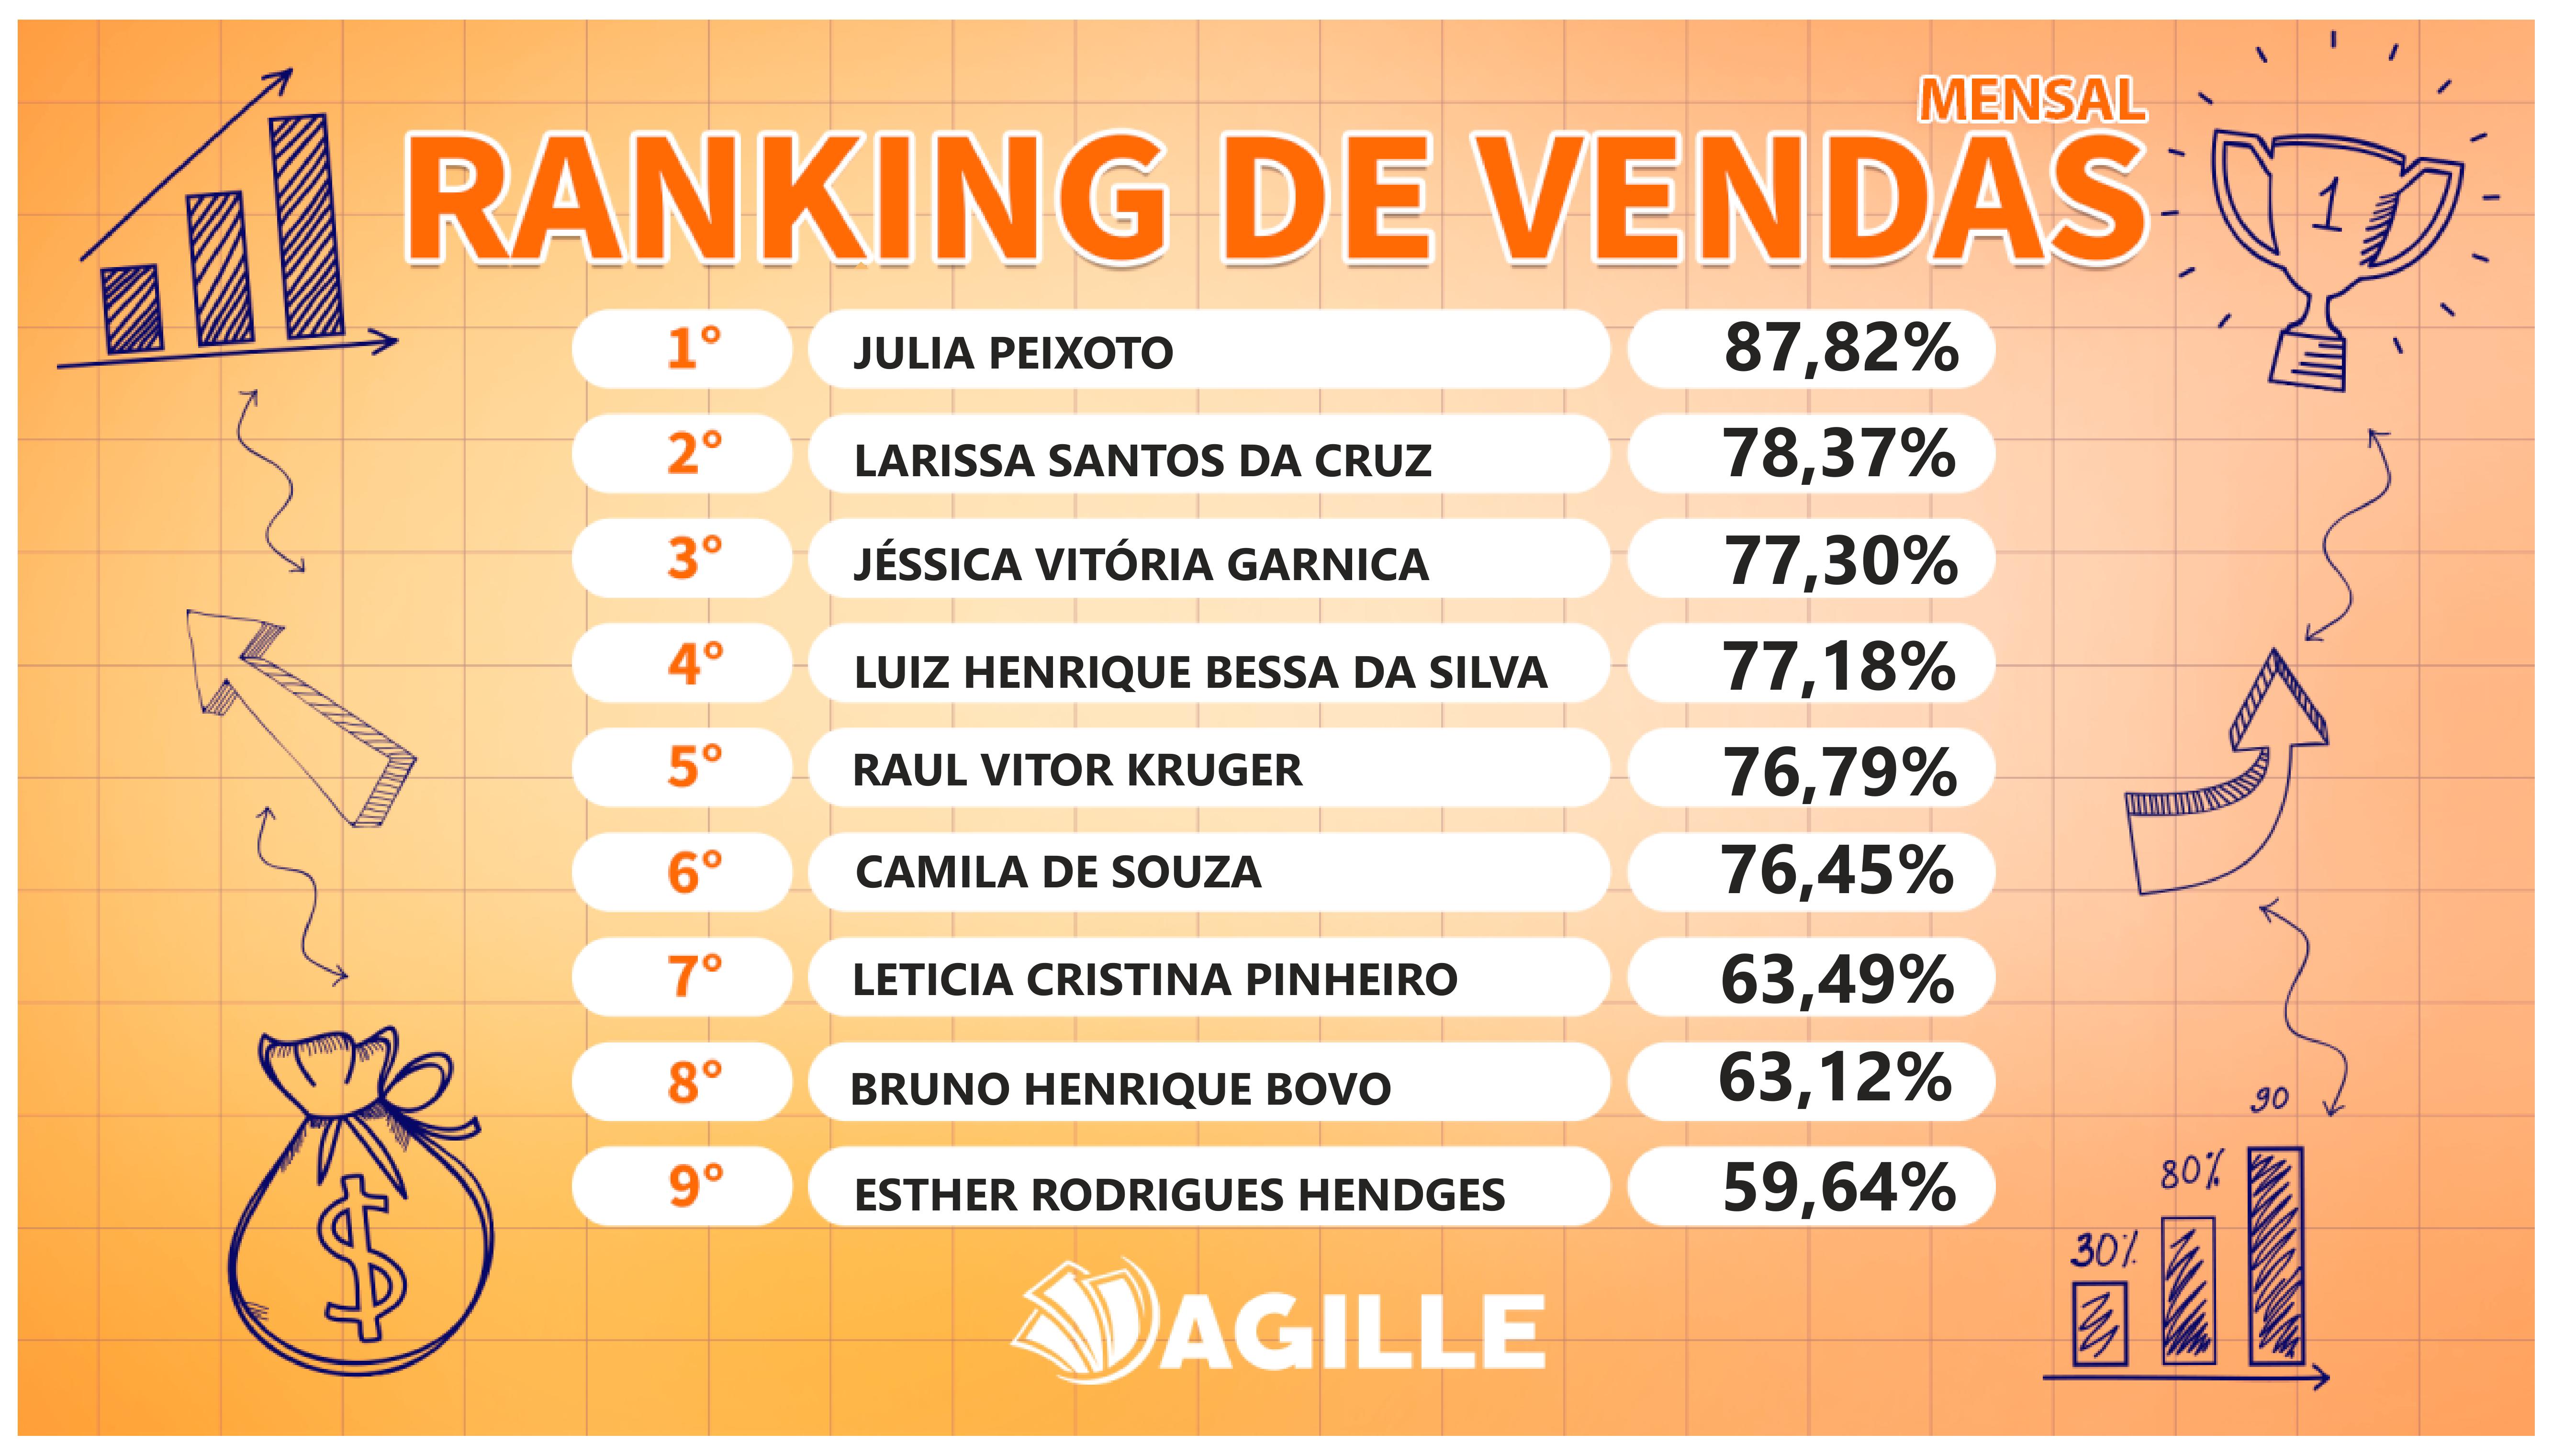 MENSAL
RANKING DE VENDAS
1
1° JULIA PEIXOTO 87,82%
2° LARISSA SANTOS DA CRUZ 78,37%
3° JÉSSICA VITÓRIA GARNICA 77,30%
4° LUIZ HENRIQUE BESSA DA SILVA 77,18%
5° RAUL VITOR KRUGER 76,79%
6° CAMILA DE SOUZA 76,45%
7° LETICIA CRISTINA PINHEIRO 63,49%
8° BRUNO HENRIQUE BOVO 63,12%
9° ESTHER RODRIGUES HENDGES 59,64%
90
80%
30%
$
AGILLE